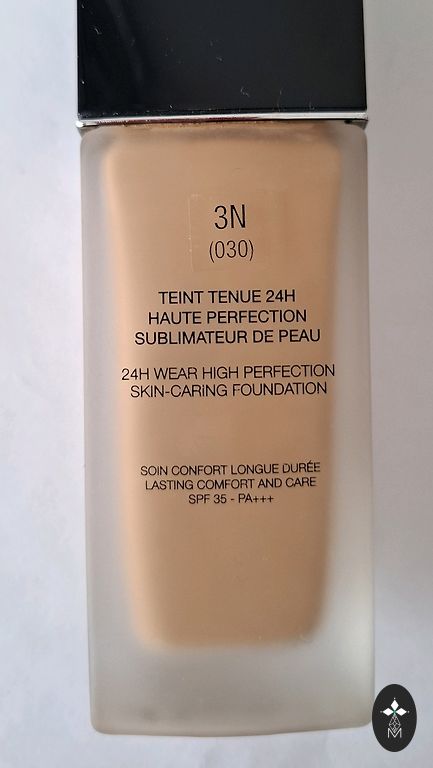 3N
(030)
TEINT TENUE 24H
HAUTE PERFECTION
SUBLIMATEUR DE PEAU
24H WEAR HIGH PERFECTION
SKIN-CARiNG FOUNDATION
SOIN CONFORT LONGUE DURÉE
LASTING COMFORT AND CARE
SPF 35 - PA+++
M